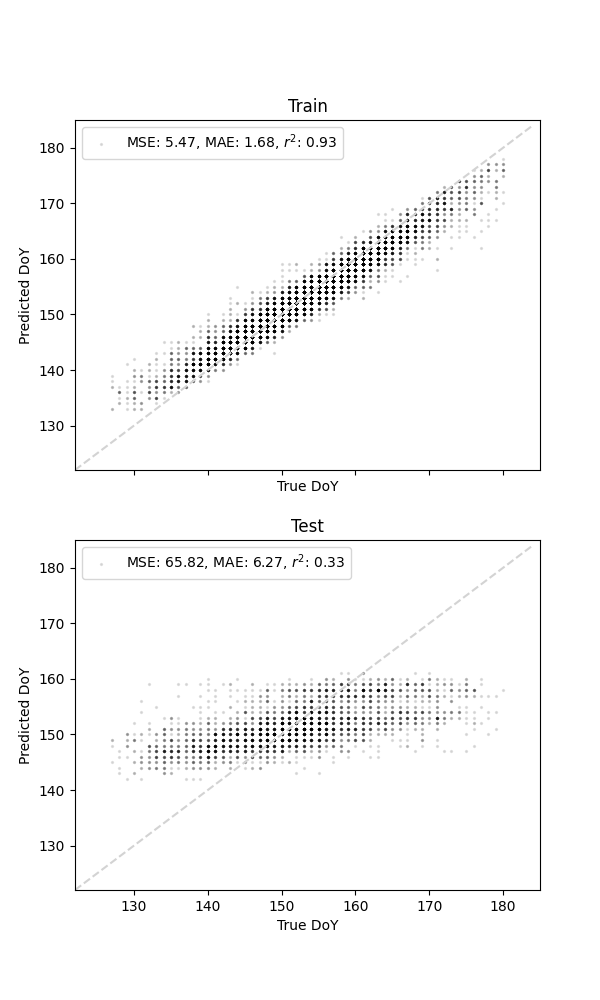 Train
MSE: 5.47, MAE: 1.68, r²: 0.93
180
170
160
150
140
130
Predicted DoY
True DoY
Test
MSE: 65.82, MAE: 6.27, r²: 0.33
180
170
160
150
140
130
Predicted DoY
130 140 150 160 170 180
True DoY